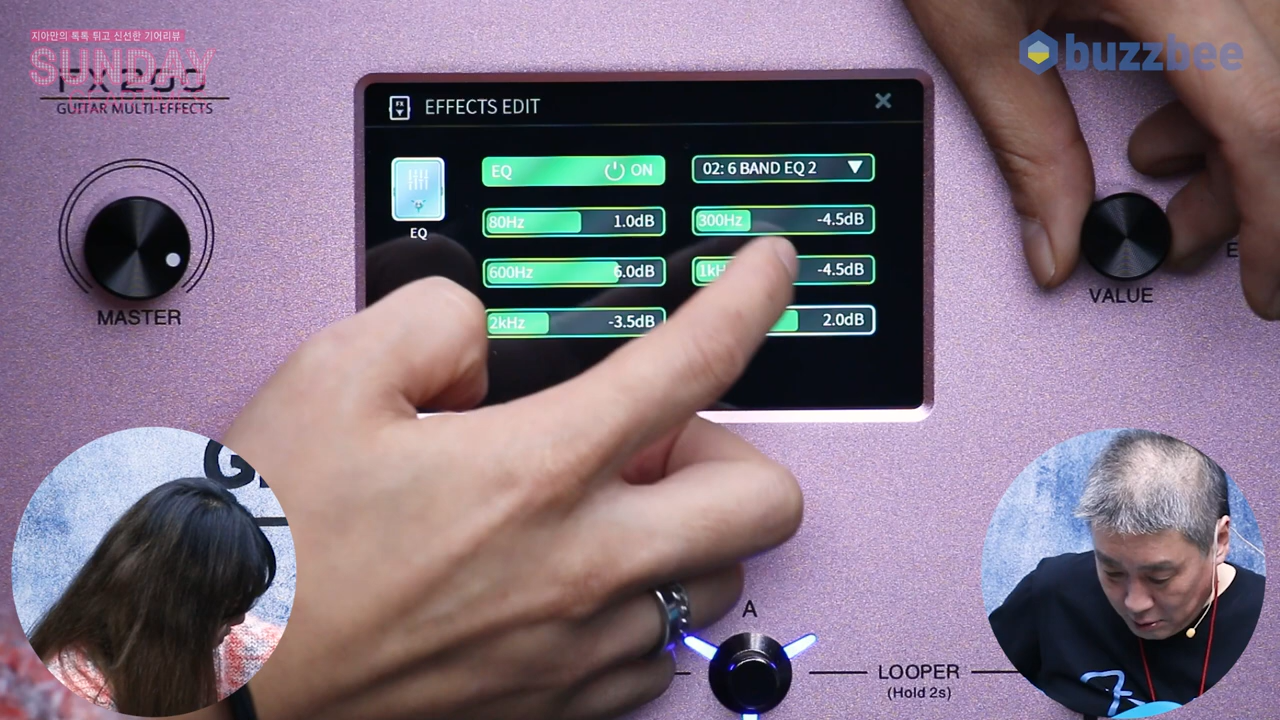 지아만의 톡톡 튀고 신선한 기어리뷰
SUNDAY
FX200
GUITAR MULTI-EFFECTS
buzzbee
EFFECTS EDIT
EQ ON
02: 6 BAND EQ 2
80Hz 1.0dB
300Hz -4.5dB
EQ
600Hz 6.0dB
-4.5dB
2kHz -3.5dB
2.0dB
MASTER
VALUE
A
LOOPER
(Hold 2s)